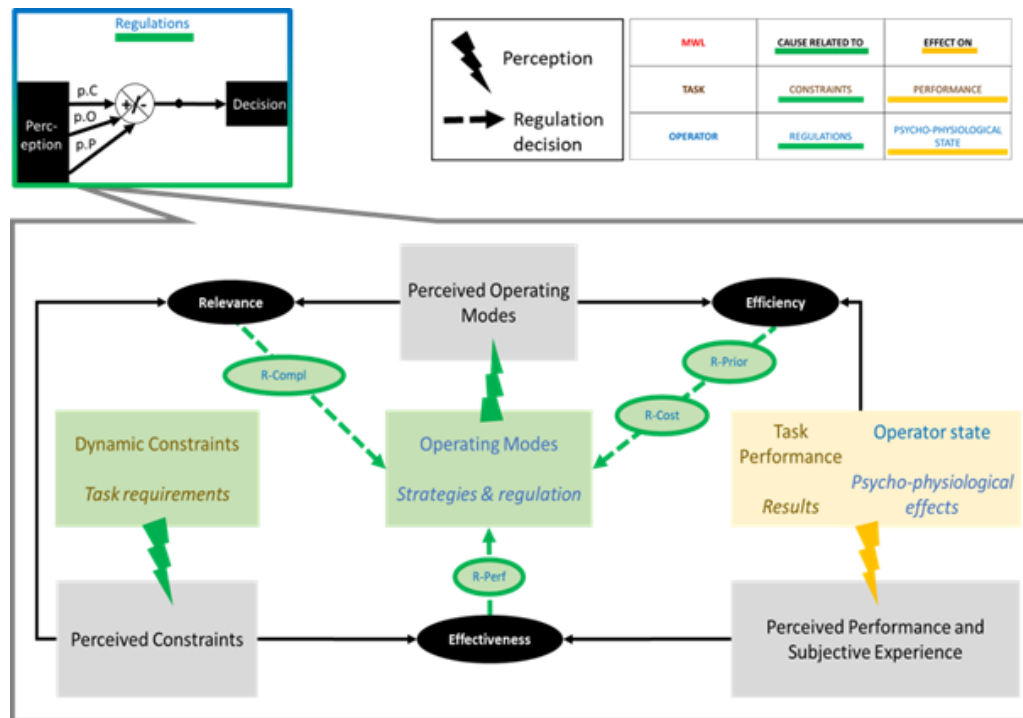 Regulations
p.C
p.O
p.P
+/-
Perc-
eption
Decision
Perception
Regulation
decision
MWL
CAUSE RELATED TO
EFFECT ON
TASK
CONSTRAINTS
PERFORMANCE
OPERATOR
REGULATIONS
PSYCHO-PHYSIOLOGICAL
STATE
Relevance
Perceived Operating
Modes
Efficiency
R-Compl
R-Prior
R-Cost
Dynamic Constraints
Task requirements
Operating Modes
Strategies & regulation
Task
Performance
Results
Operator state
Psycho-physiological
effects
R-Perf
Perceived Constraints
Effectiveness
Perceived Performance and
Subjective Experience